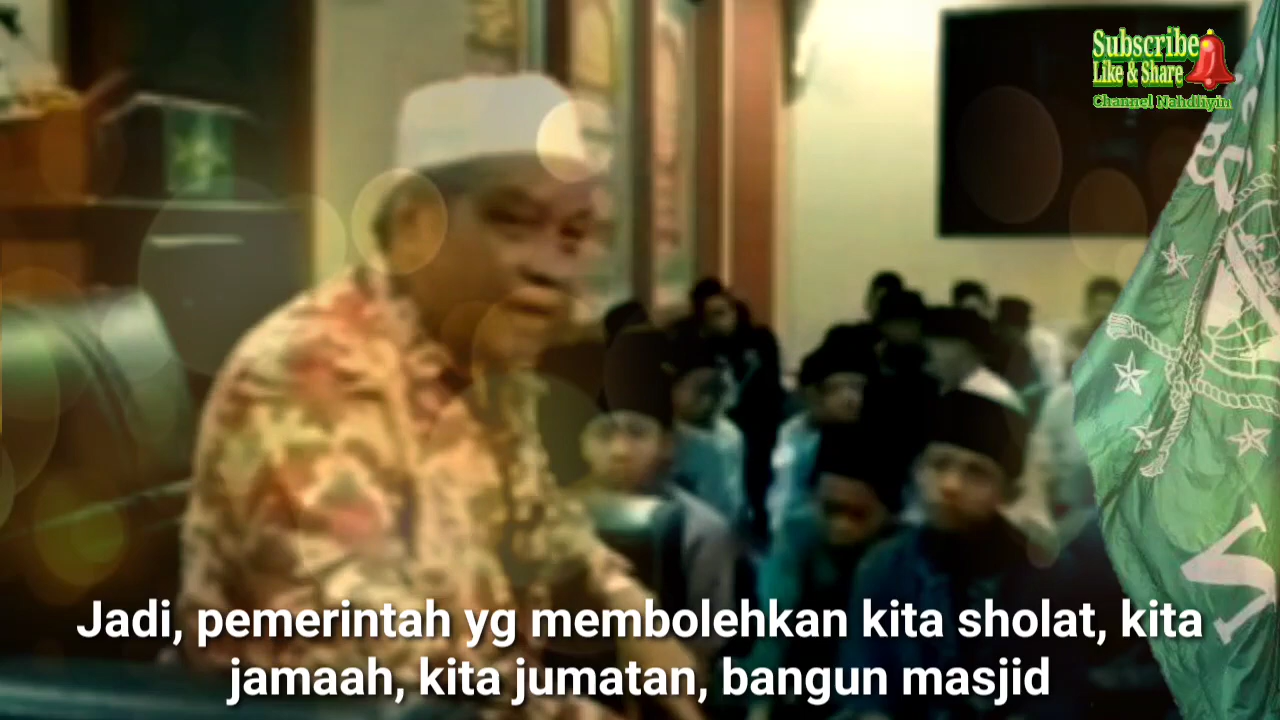 Subscribe
Like & Share
Channel Nahdliyin
Jadi, pemerintah yg membolehkan kita sholat, kita
jamaah, kita jumatan, bangun masjid